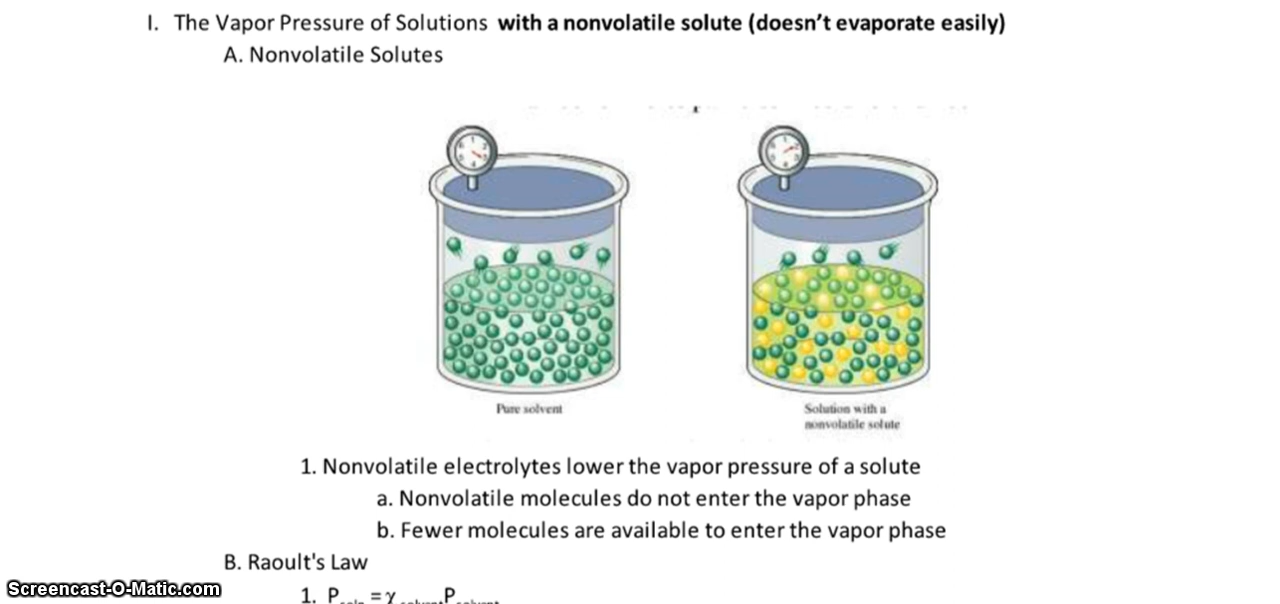 I. The Vapor Pressure of Solutions with a nonvolatile solute (doesn’t evaporate easily)
A. Nonvolatile Solutes
Pure solvent
Solution with a
nonvolatile solute
1. Nonvolatile electrolytes lower the vapor pressure of a solute
a. Nonvolatile molecules do not enter the vapor phase
b. Fewer molecules are available to enter the vapor phase
B. Raoult's Law
1. P = χ P
Screencast-O-Matic.com